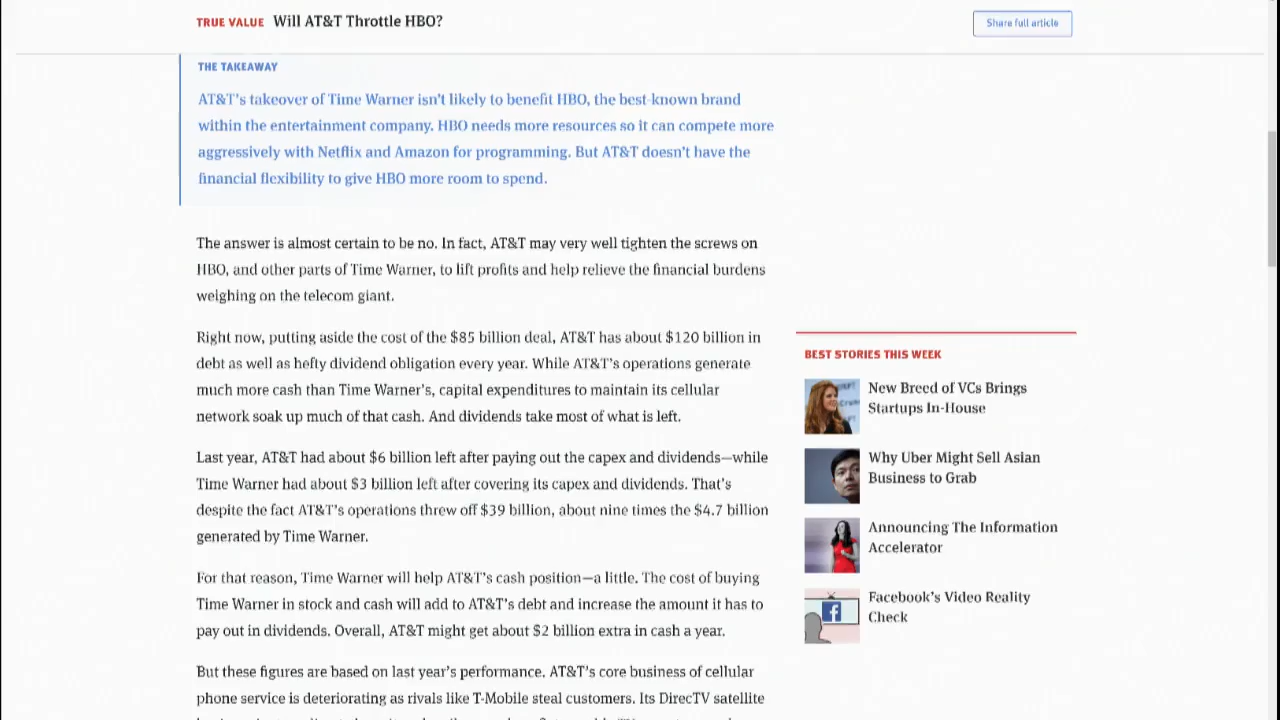 TRUE VALUE Will AT&T Throttle HBO?
Share full article
THE TAKEAWAY
AT&T's takeover of Time Warner isn't likely to benefit HBO, the best-known brand
within the entertainment company. HBO needs more resources so it can compete more
aggressively with Netflix and Amazon for programming. But AT&T doesn't have the
financial flexibility to give HBO more room to spend.
The answer is almost certain to be no. In fact, AT&T may very well tighten the screws on
HBO, and other parts of Time Warner, to lift profits and help relieve the financial burdens
weighing on the telecom giant.
Right now, putting aside the cost of the $85 billion deal, AT&T has about $120 billion in
debt as well as hefty dividend obligation every year. While AT&T's operations generate
much more cash than Time Warner's, capital expenditures to maintain its cellular
network soak up much of that cash. And dividends take most of what is left.
Last year, AT&T had about $6 billion left after paying out the capex and dividends—while
Time Warner had about $3 billion left after covering its capex and dividends. That's
despite the fact AT&T's operations threw off $39 billion, about nine times the $4.7 billion
generated by Time Warner.
For that reason, Time Warner will help AT&T's cash position—a little. The cost of buying
Time Warner in stock and cash will add to AT&T's debt and increase the amount it has to
pay out in dividends. Overall, AT&T might get about $2 billion extra in cash a year.
But these figures are based on last year's performance. AT&T's core business of cellular
phone service is deteriorating as rivals like T-Mobile steal customers. Its DirecTV satellite
BEST STORIES THIS WEEK
New Breed of VCs Brings
Startups In-House
Why Uber Might Sell Asian
Business to Grab
Announcing The Information
Accelerator
Facebook's Video Reality
Check